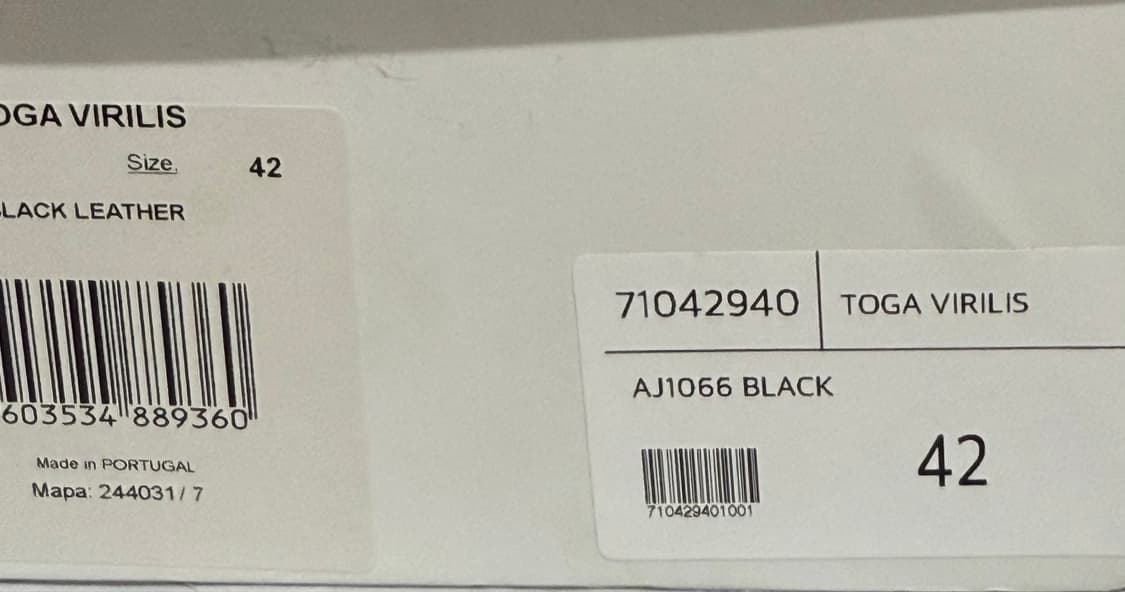 OGA VIRILIS
Size. 42
LACK LEATHER
603534 889360
Made in PORTUGAL
Mapa: 244031/ 7
71042940 TOGA VIRILIS
AJ1066 BLACK
42
710429401001